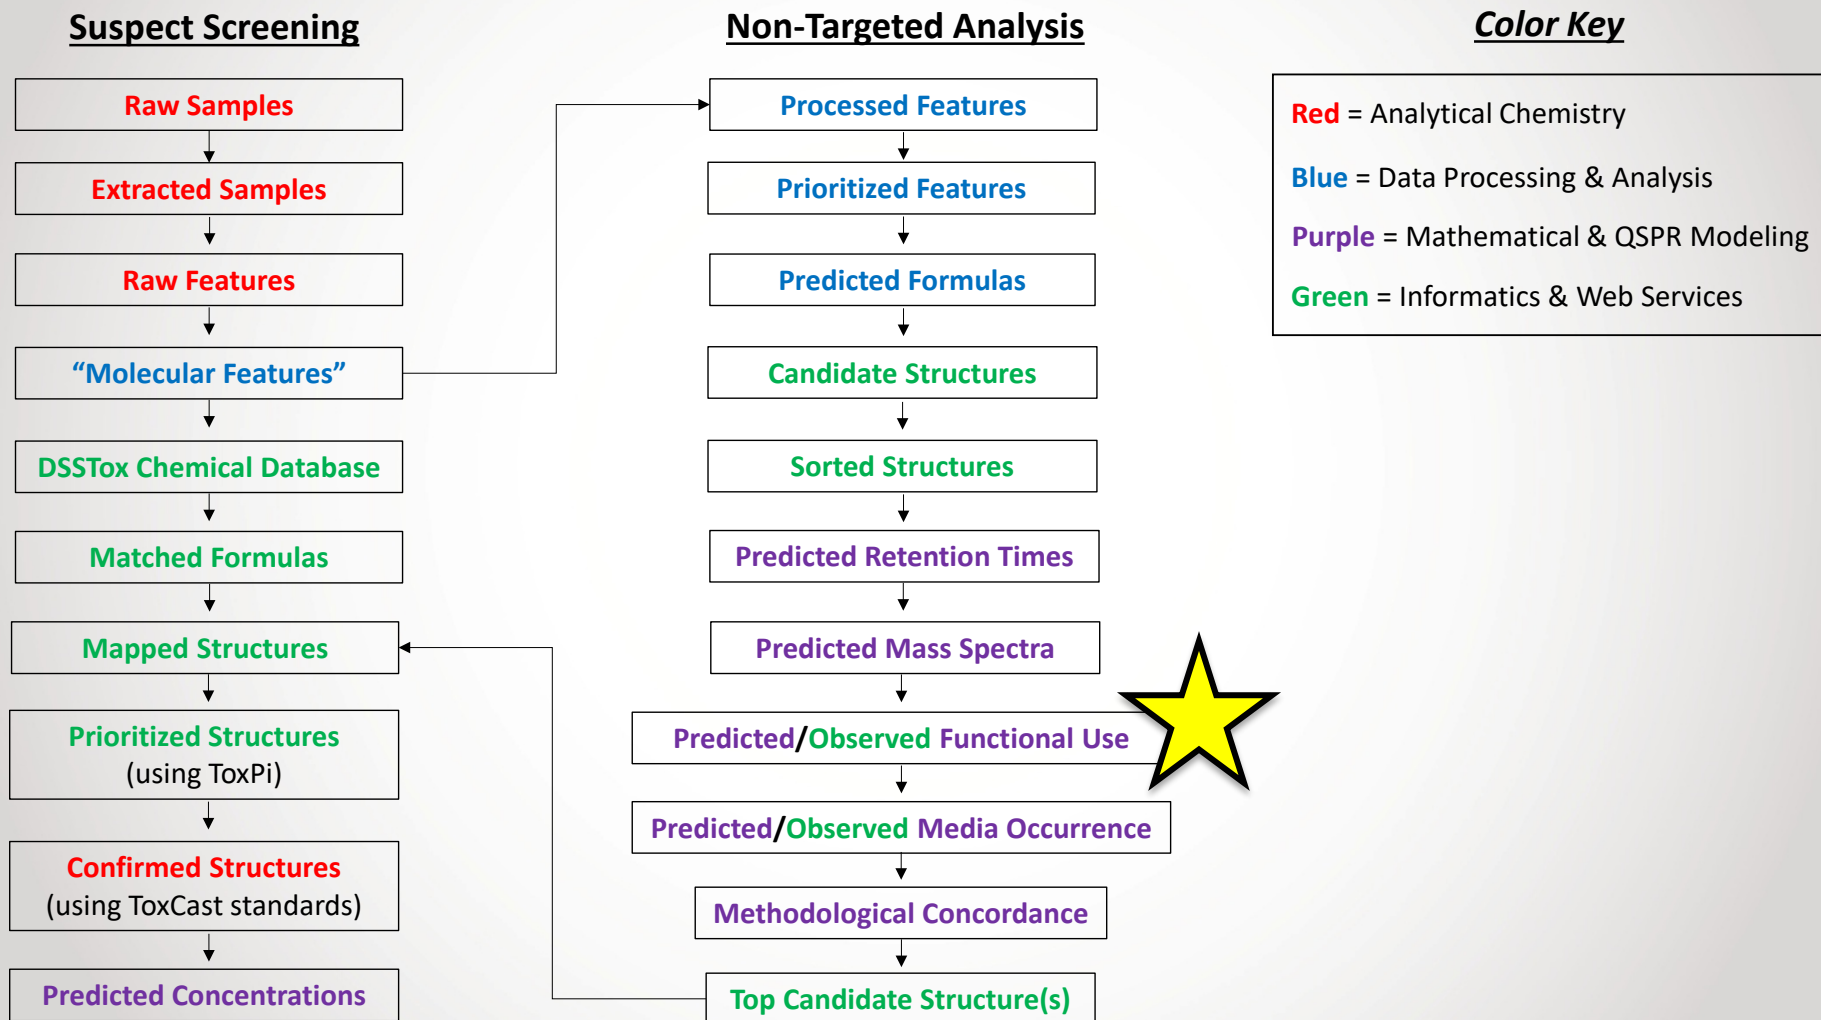 Suspect Screening
Raw Samples
Extracted Samples
Raw Features
“Molecular Features”
DSSTox Chemical Database
Matched Formulas
Mapped Structures
Prioritized Structures
(using ToxPi)
Confirmed Structures
(using ToxCast standards)
Predicted Concentrations
Non-Targeted Analysis
Processed Features
Prioritized Features
Predicted Formulas
Candidate Structures
Sorted Structures
Predicted Retention Times
Predicted Mass Spectra
Predicted/Observed Functional Use
Predicted/Observed Media Occurrence
Methodological Concordance
Top Candidate Structure(s)
Color Key
Red = Analytical Chemistry
Blue = Data Processing & Analysis
Purple = Mathematical & QSPR Modeling
Green = Informatics & Web Services